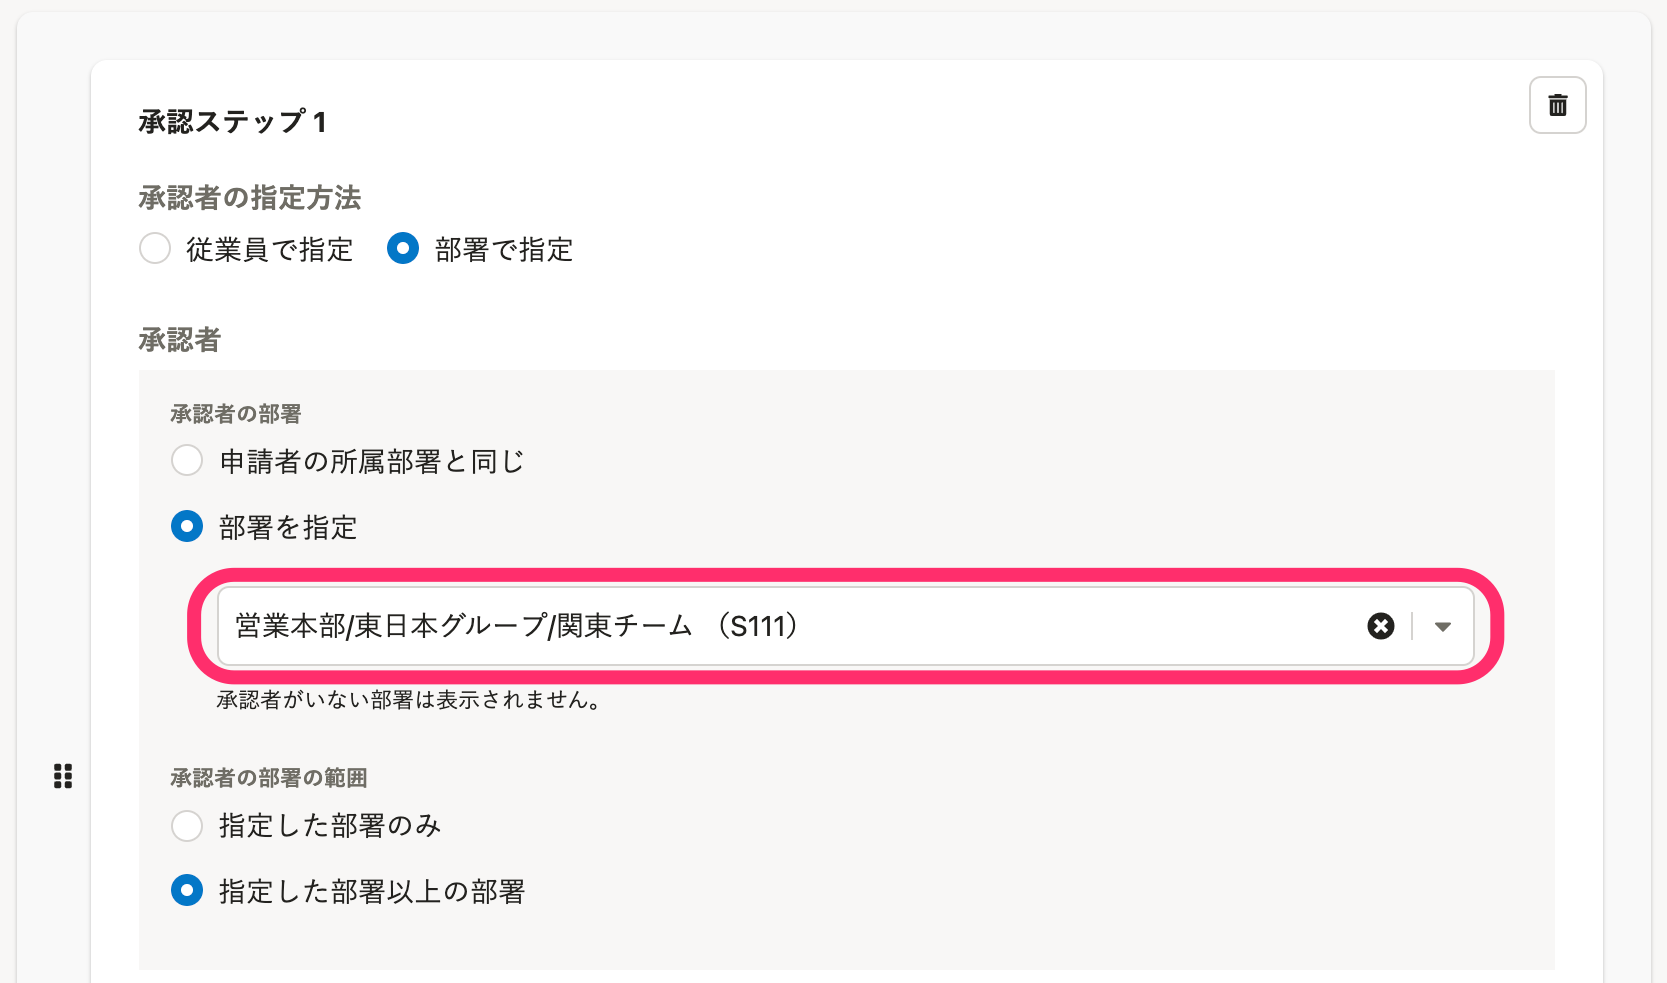 承認ステップ 1
承認者の指定方法
従業員で指定 部署で指定
承認者
承認者の部署
申請者の所属部署と同じ
部署を指定
営業本部/東日本グループ/関東チーム （S111）
承認者がいない部署は表示されません。
承認者の部署の範囲
指定した部署のみ
指定した部署以上の部署